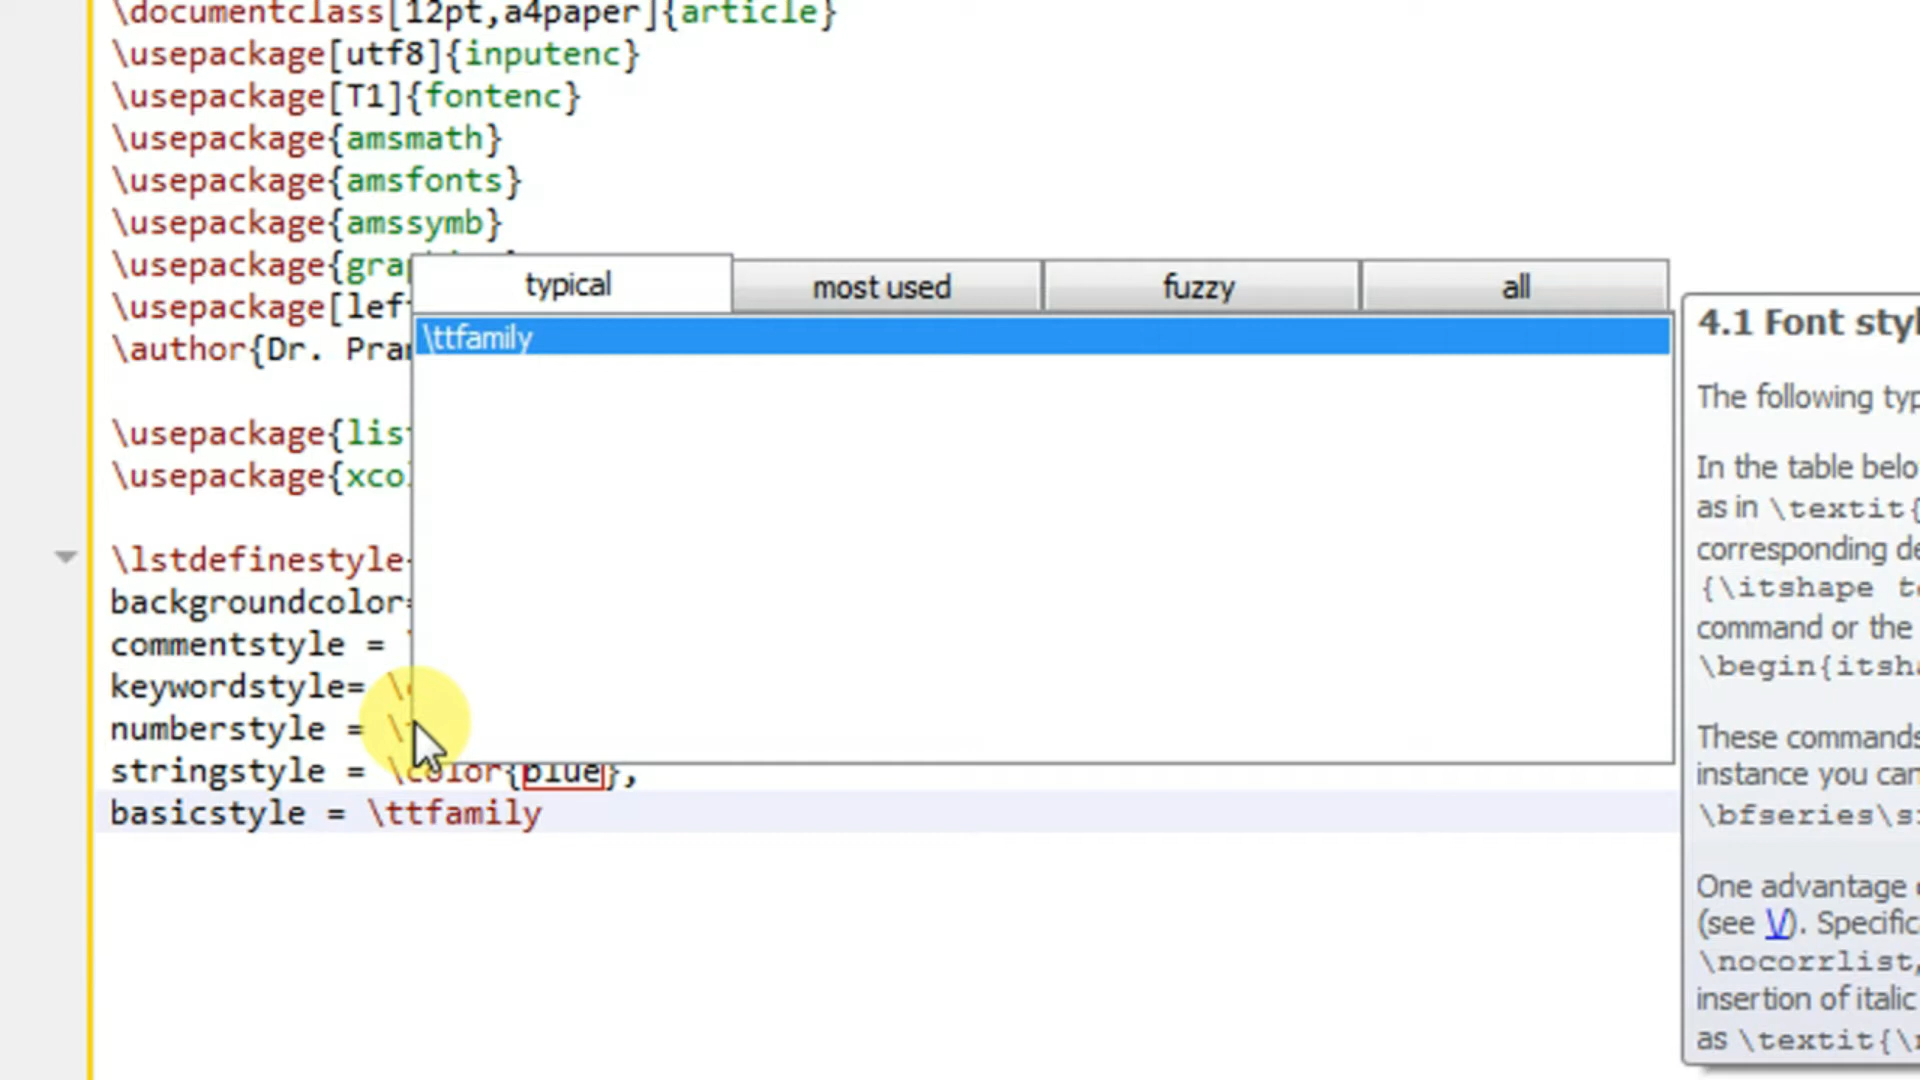 \documentclass[12pt,a4paper]{article}
\usepackage[utf8]{inputenc}
\usepackage[T1]{fontenc}
\usepackage{amsmath}
\usepackage{amsfonts}
\usepackage{amssymb}
\usepackage{gra
\usepackage[lef
\author{Dr. Pra
\usepackage{lis
\usepackage{xco
\lstdefinestyle
backgroundcolor=
commentstyle =
keywordstyle= \
numberstyle = \
stringstyle = \color{blue},
basicstyle = \ttfamily
typical
most used
fuzzy
all
\ttfamily
4.1 Font styl
The following typ
In the table belo
as in \textit{
corresponding de
{\itshape te
command or the
\begin{itsha
These commands
instance you can
\bfseries\s
One advantage
(see \/). Specific
\nocorrlist,
insertion of italic
as \textit{\